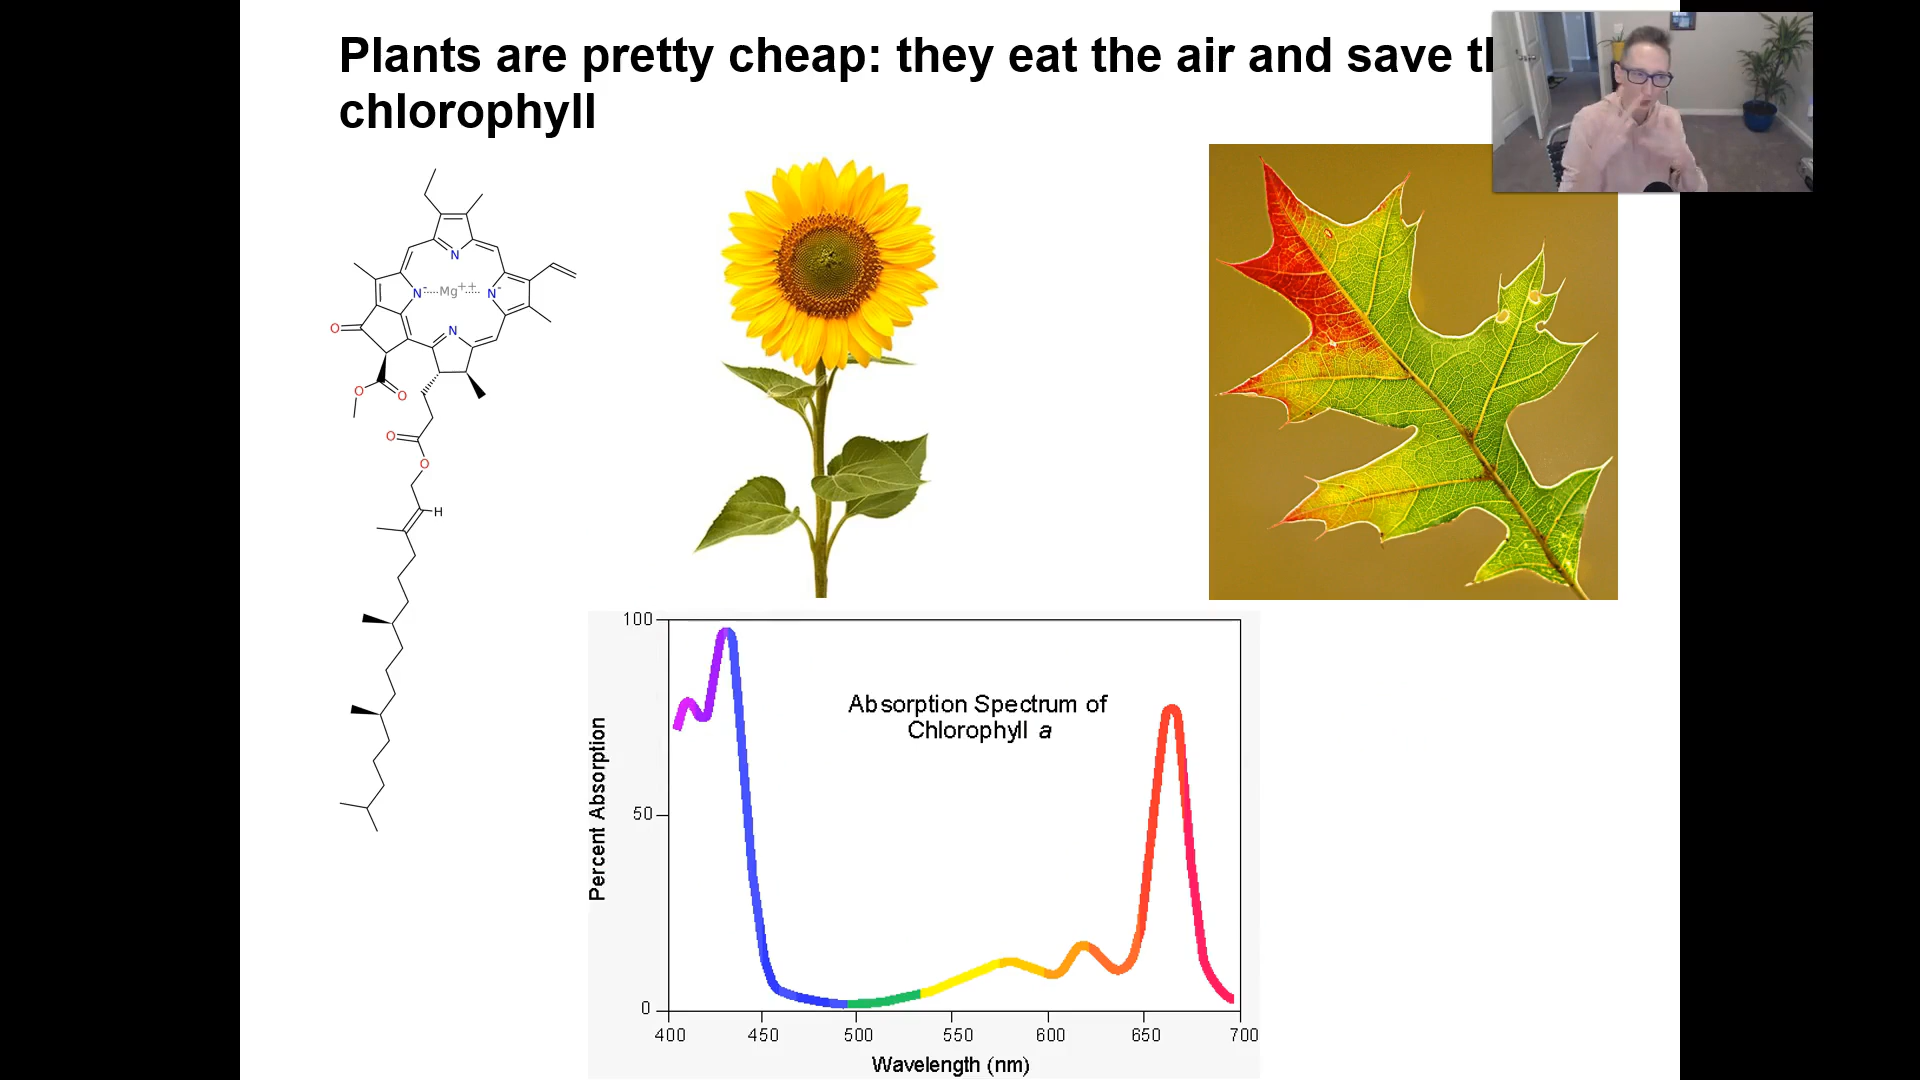 Plants are pretty cheap: they eat the air and save
chlorophyll
N
N-
Mg++
N-
O
N
O
O
O
O
H
100
Absorption Spectrum of
Chlorophyll a
Percent Absorption
50
0
400 450 500 550 600 650 700
Wavelength (nm)